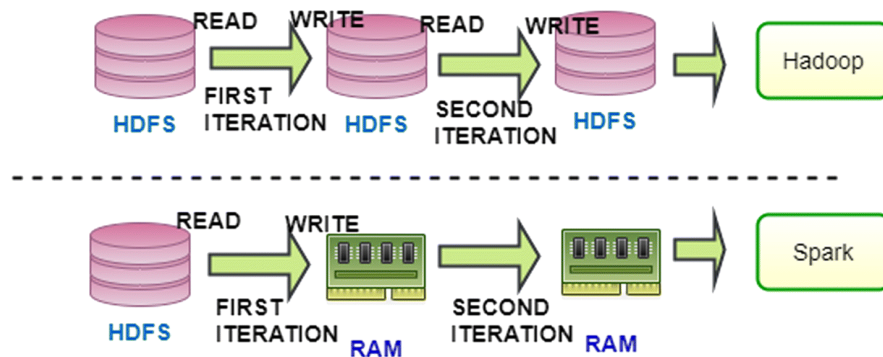 READ WRITE READ WRITE
Hadoop
FIRST
ITERATION
SECOND
ITERATION
HDFS
HDFS
HDFS
READ WRITE
Spark
FIRST
ITERATION
SECOND
ITERATION
HDFS
RAM
RAM